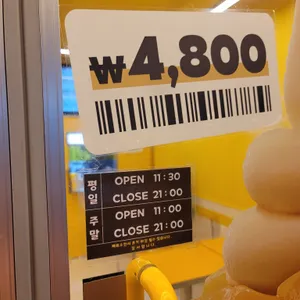 ₩4,800
평일 OPEN 11:30
CLOSE 21:00
주말 OPEN 11:00
CLOSE 21:00